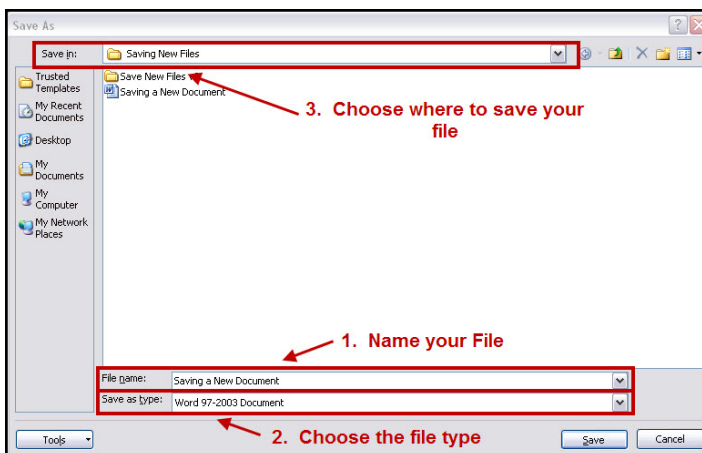 Save As
Save in: Saving New Files
Trusted
Templates
My Recent
Documents
Desktop
My
Documents
My
Computer
My Network
Places
Save New Files
Saving a New Document
3. Choose where to save your
file
1. Name your File
File name: Saving a New Document
Save as type: Word 97-2003 Document
2. Choose the file type
Tools
Save
Cancel